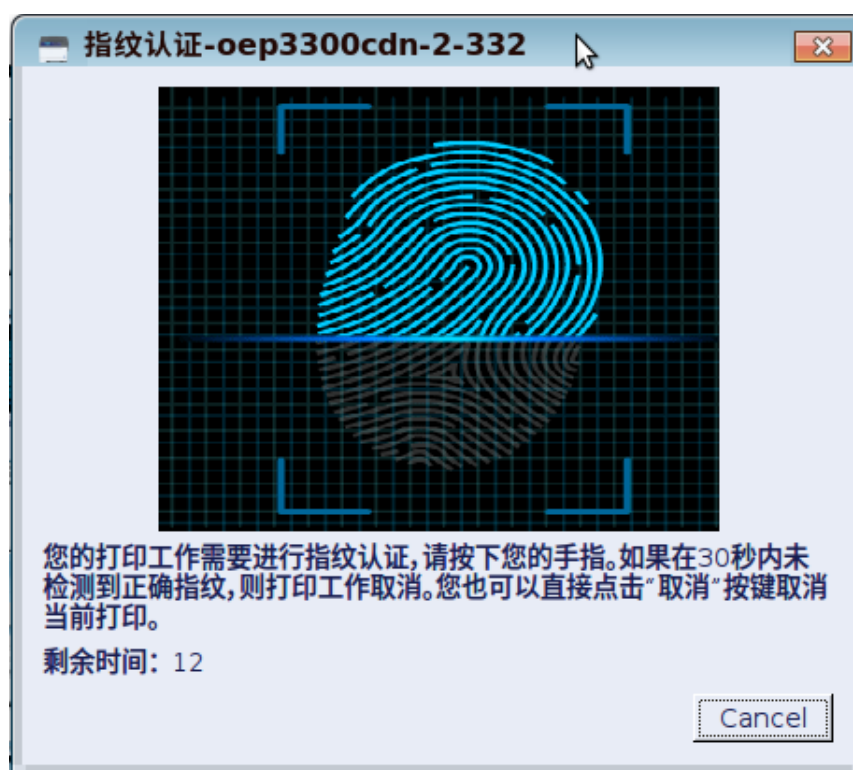 指纹认证-oep3300cdn-2-332
您的打印工作需要进行指纹认证,请按下您的手指。如果在30秒内未
检测到正确指纹,则打印工作取消。您也可以直接点击“取消”按键取消
当前打印。
剩余时间：12
Cancel